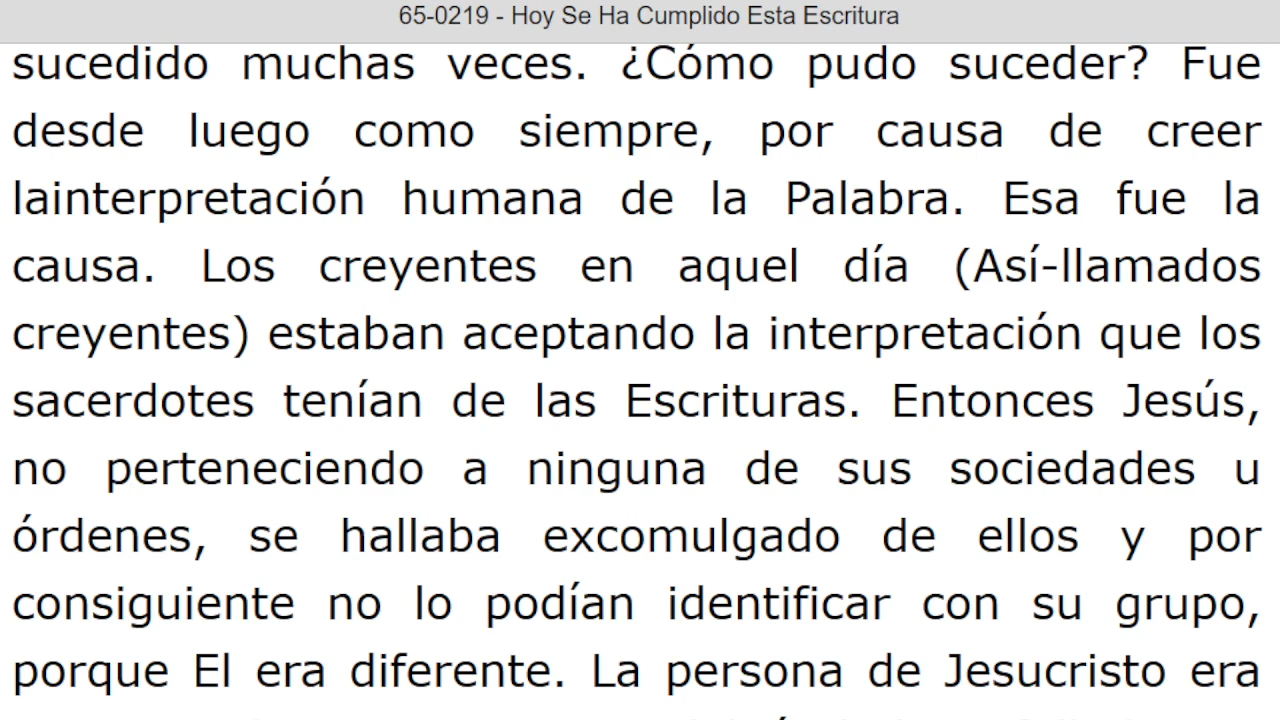 65-0219 - Hoy Se Ha Cumplido Esta Escritura
sucedido muchas veces. ¿Cómo pudo suceder? Fue
desde luego como siempre, por causa de creer
lainterpretación humana de la Palabra. Esa fue la
causa. Los creyentes en aquel día (Así-llamados
creyentes) estaban aceptando la interpretación que los
sacerdotes tenían de las Escrituras. Entonces Jesús,
no perteneciendo a ninguna de sus sociedades u
órdenes, se hallaba excomulgado de ellos y por
consiguiente no lo podían identificar con su grupo,
porque El era diferente. La persona de Jesucristo era